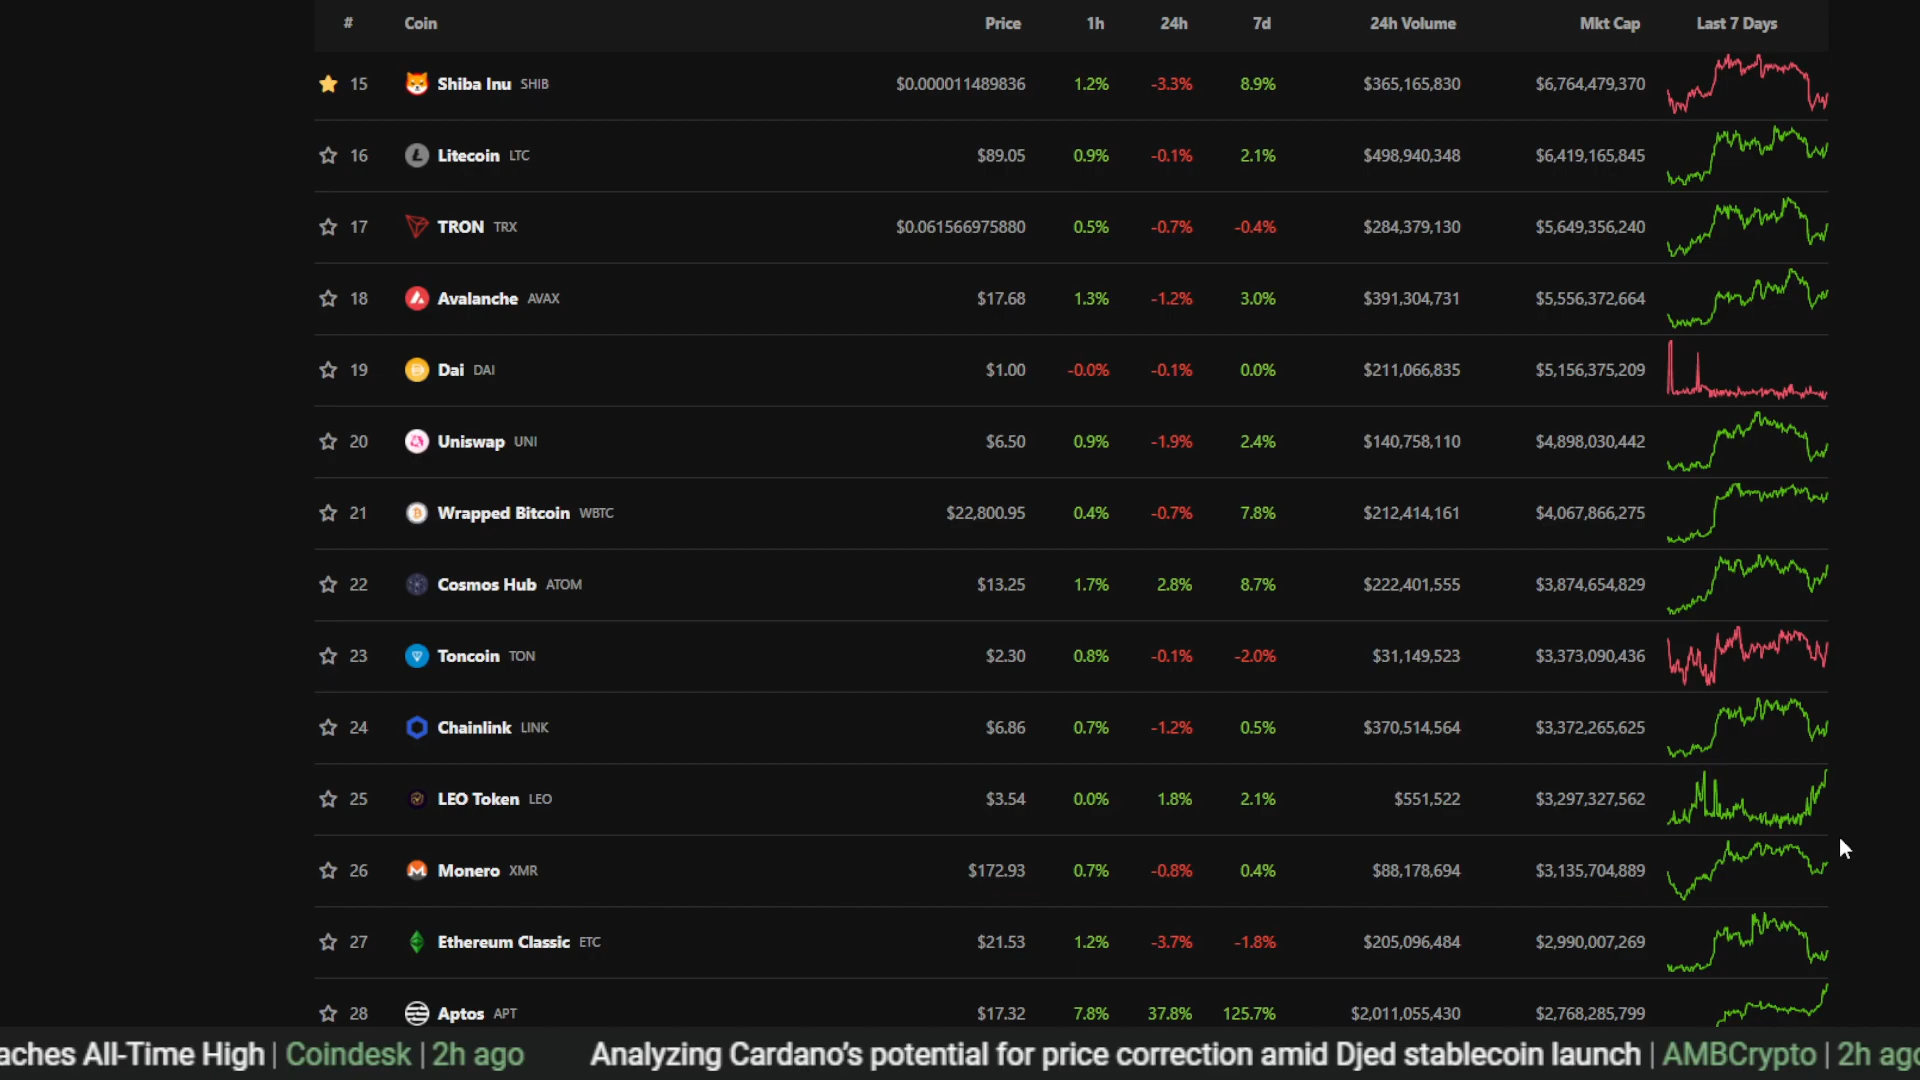 # Coin Price 1h 24h 7d 24h Volume Mkt Cap Last 7 Days
15 Shiba Inu SHIB $0.000011489836 1.2% -3.3% 8.9% $365,165,830 $6,764,479,370
16 Litecoin LTC $89.05 0.9% -0.1% 2.1% $498,940,348 $6,419,165,845
17 TRON TRX $0.061566975880 0.5% -0.7% -0.4% $284,379,130 $5,649,356,240
18 Avalanche AVAX $17.68 1.3% -1.2% 3.0% $391,304,731 $5,556,372,664
19 Dai DAI $1.00 -0.0% -0.1% 0.0% $211,066,835 $5,156,375,209
20 Uniswap UNI $6.50 0.9% -1.9% 2.4% $140,758,110 $4,898,030,442
21 Wrapped Bitcoin WBTC $22,800.95 0.4% -0.7% 7.8% $212,414,161 $4,067,866,275
22 Cosmos Hub ATOM $13.25 1.7% 2.8% 8.7% $222,401,555 $3,874,654,829
23 Toncoin TON $2.30 0.8% -0.1% -2.0% $31,149,523 $3,373,090,436
24 Chainlink LINK $6.86 0.7% -1.2% 0.5% $370,514,564 $3,372,265,625
25 LEO Token LEO $3.54 0.0% 1.8% 2.1% $551,522 $3,297,327,562
26 Monero XMR $172.93 0.7% -0.8% 0.4% $88,178,694 $3,135,704,889
27 Ethereum Classic ETC $21.53 1.2% -3.7% -1.8% $205,096,484 $2,990,007,269
28 Aptos APT $17.32 7.8% 37.8% 125.7% $2,011,055,430 $2,768,285,799
aches All-Time High | Coindesk | 2h ago Analyzing Cardano's potential for price correction amid Djed stablecoin launch | AMBCrypto | 2h ago